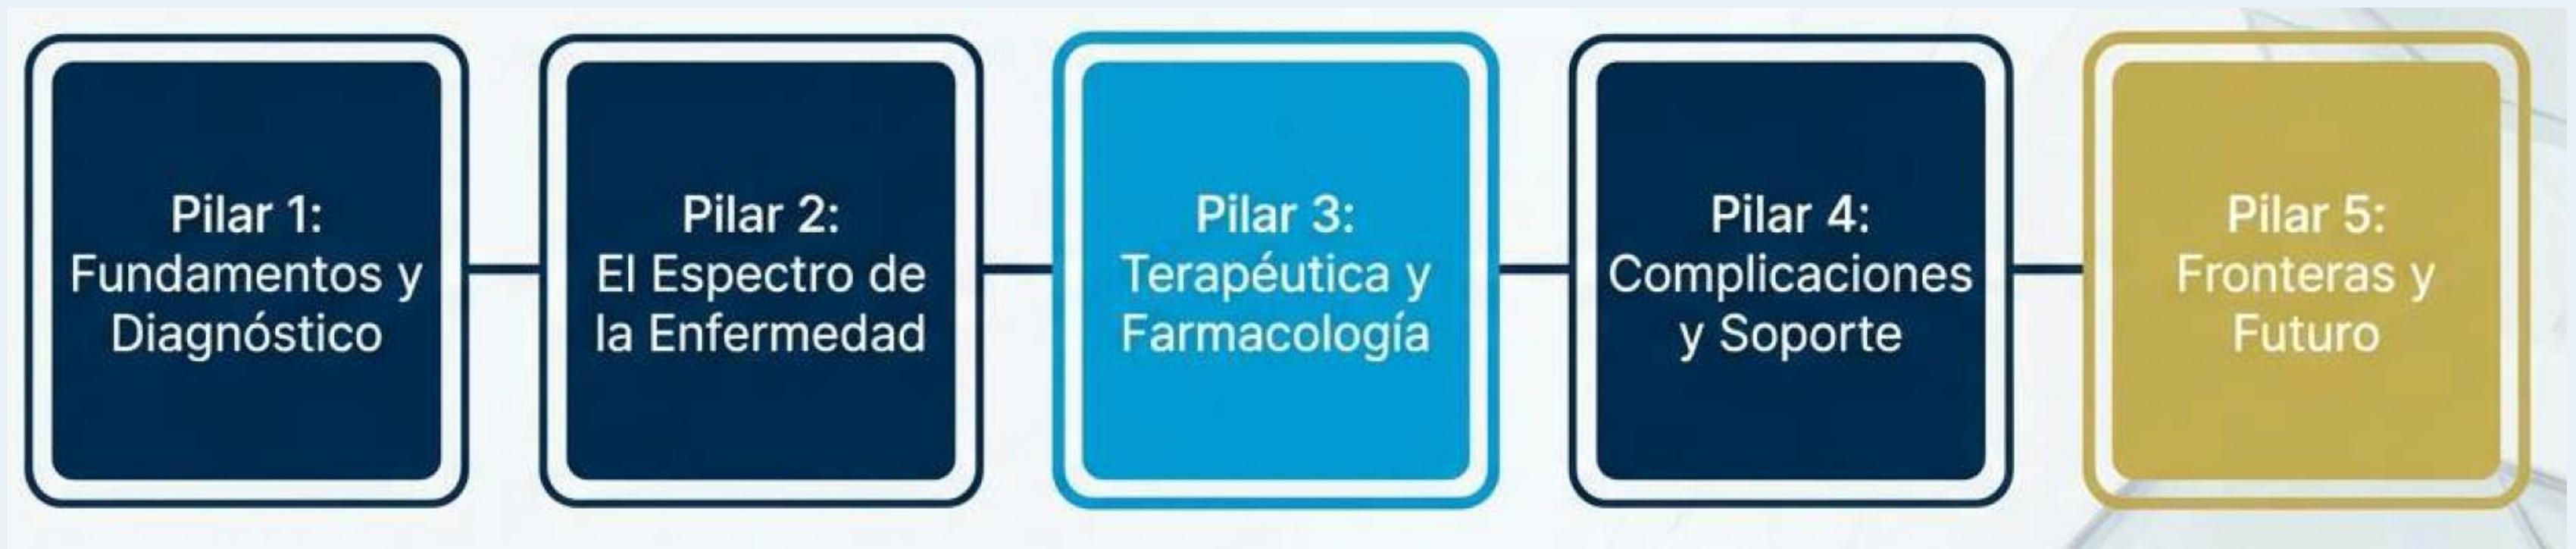 Pilar 1:
Fundamentos y
Diagnóstico
Pilar 2:
El Espectro de
la Enfermedad
Pilar 3:
Terapéutica y
Farmacología
Pilar 4:
Complicaciones
y Soporte
Pilar 5:
Fronteras y
Futuro